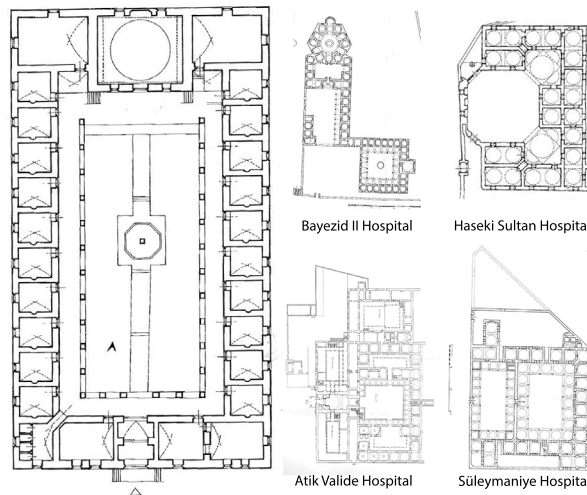 Bayezid II Hospital
Haseki Sultan Hospita
Atik Valide Hospital
Süleymaniye Hospita